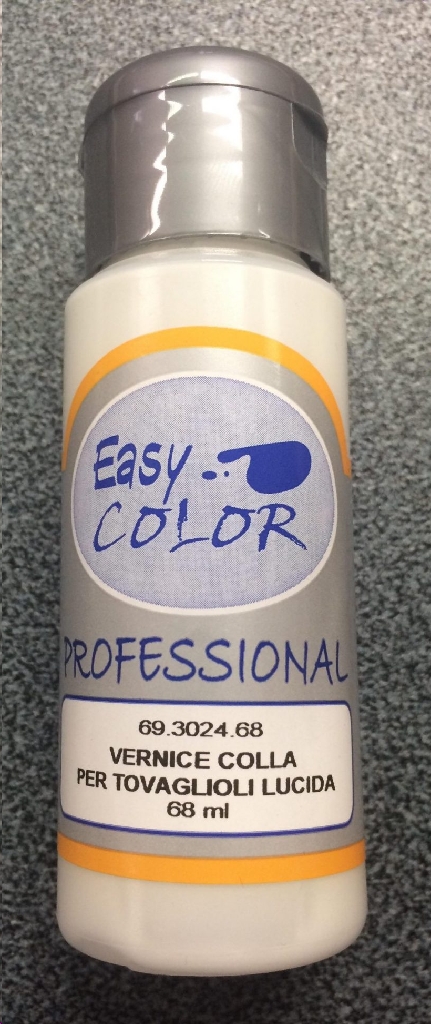 Easy
COLOR
PROFESSIONAL
69.3024.68
VERNICE COLLA
PER TOVAGLIOLI LUCIDA
68 ml